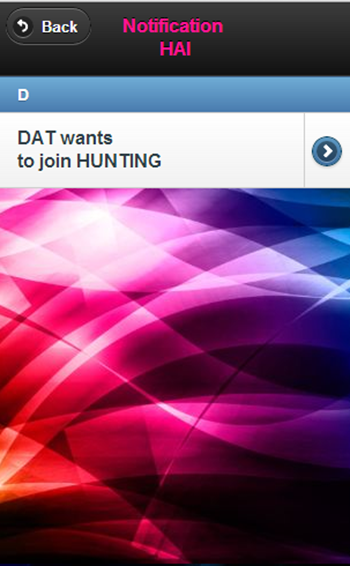 Back
Notification
HAI
D
DAT wants
to join HUNTING